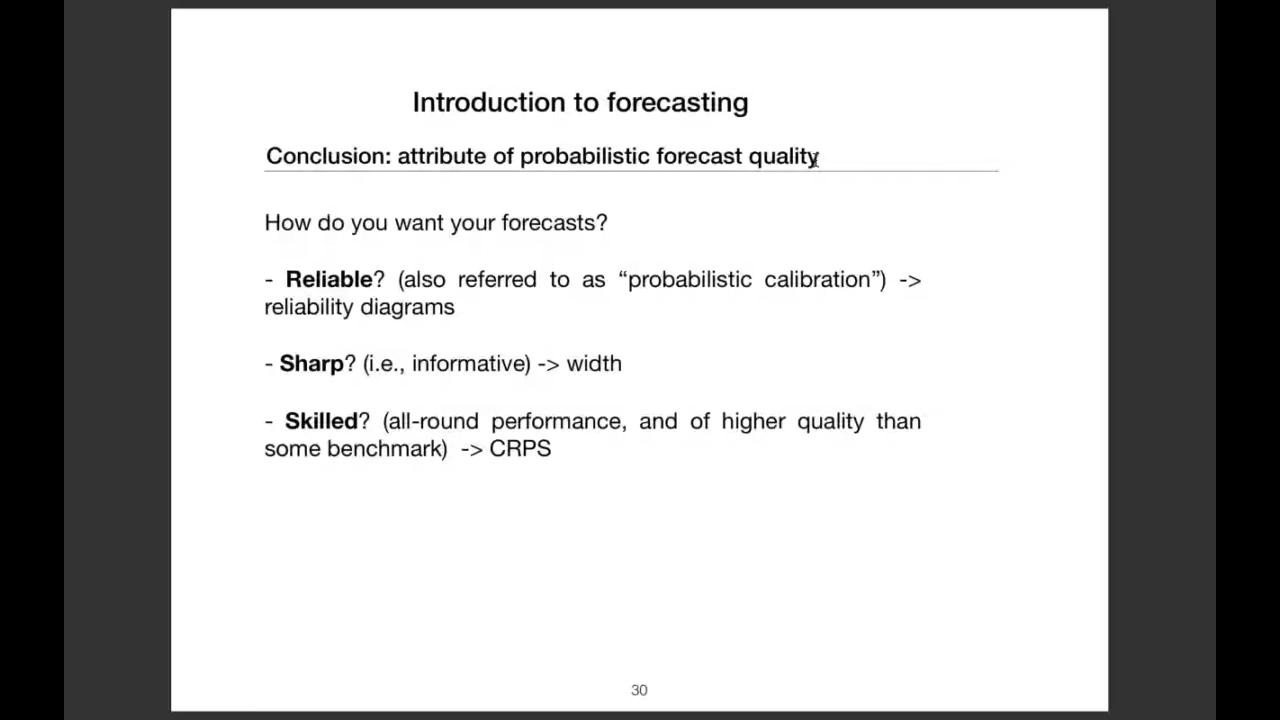 Introduction to forecasting
Conclusion: attribute of probabilistic forecast quality
How do you want your forecasts?
- Reliable? (also referred to as “probabilistic calibration”) ->
reliability diagrams
- Sharp? (i.e., informative) -> width
- Skilled? (all-round performance, and of higher quality than
some benchmark) -> CRPS
30